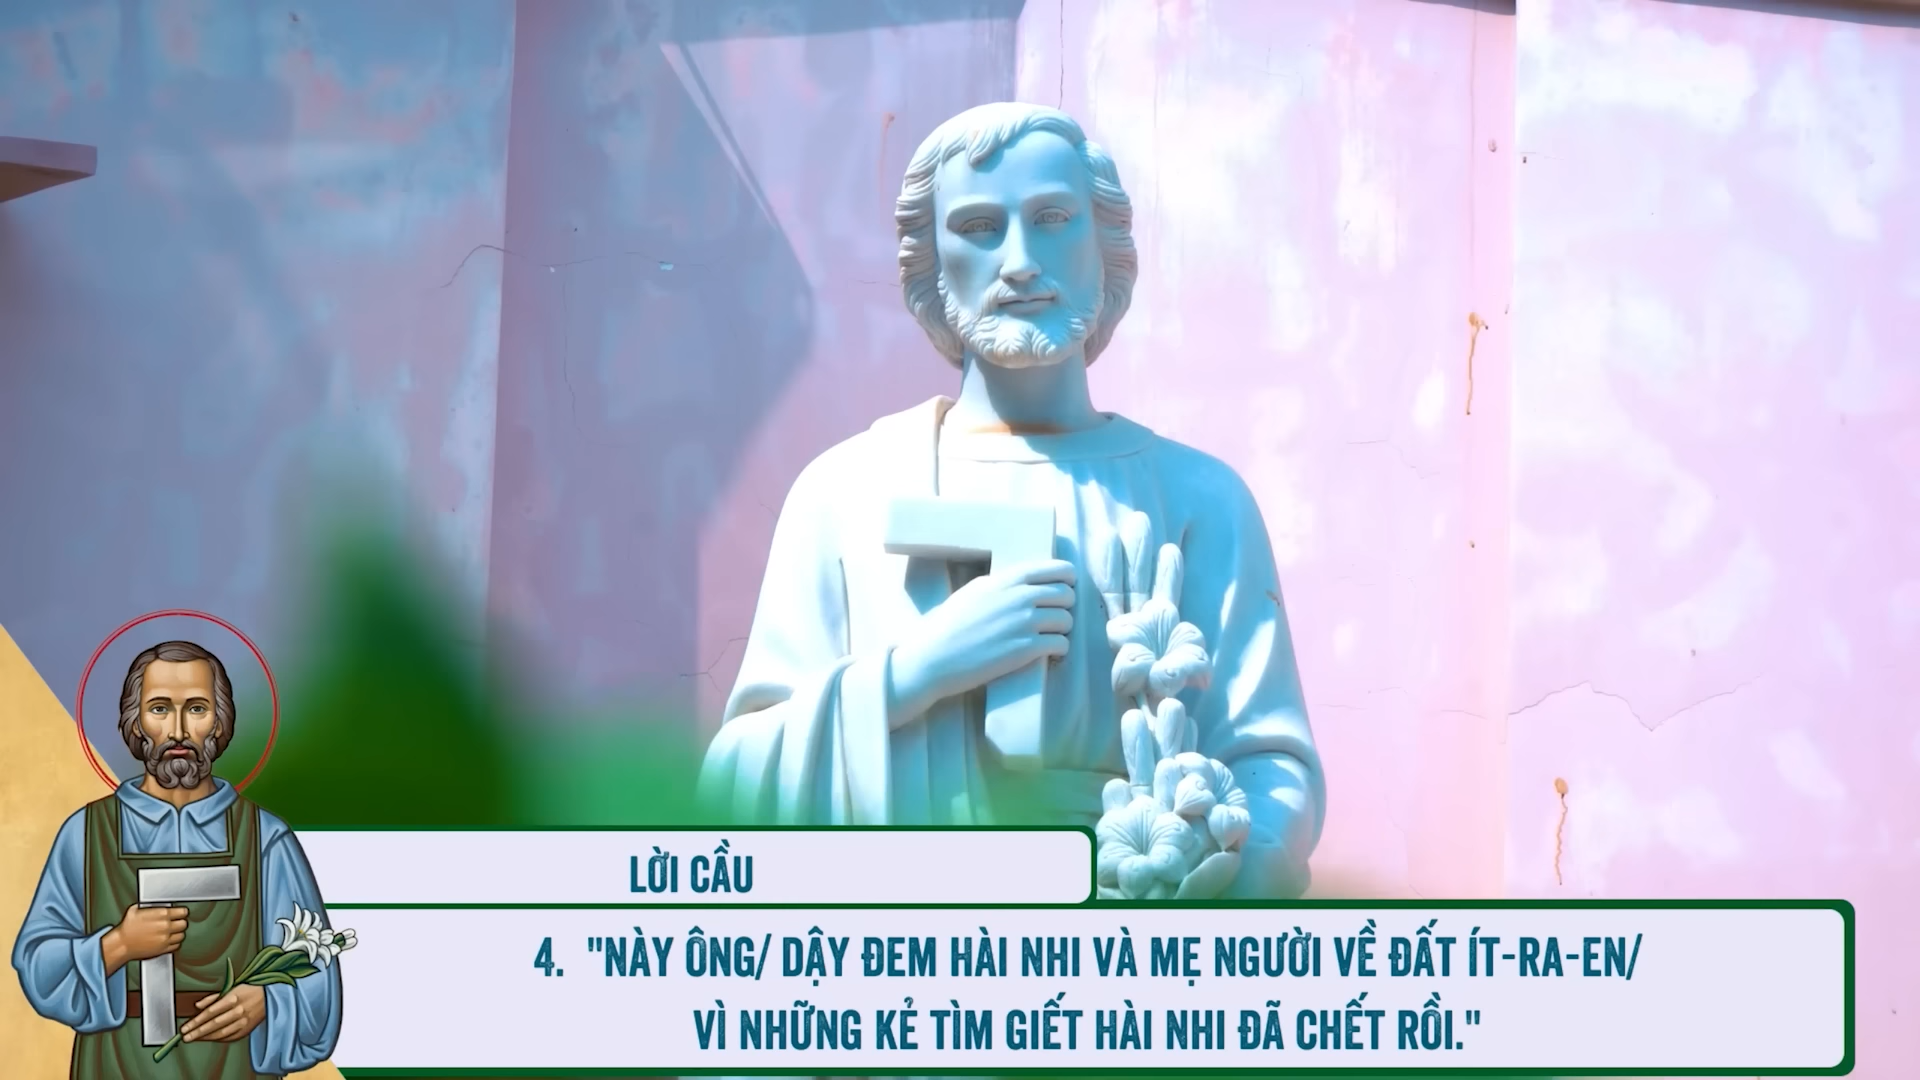 LỜI CẦU
4. "NÀY ÔNG/ DẬY ĐEM HÀI NHI VÀ MẸ NGƯỜI VỀ ĐẤT ÍT-RA-EN/
VÌ NHỮNG KẺ TÌM GIẾT HÀI NHI ĐÃ CHẾT RỒI."